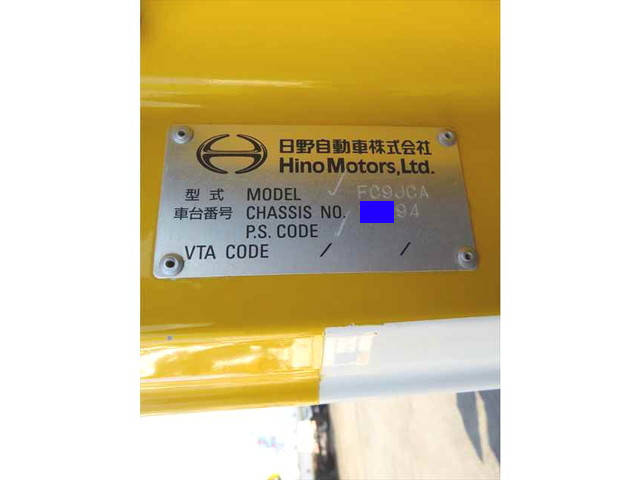 日野自動車株式会社
Hino Motors, Ltd.
型式 MODEL FC9JCA
車台番号 CHASSIS NO. 94
P.S. CODE /
VTA CODE / /